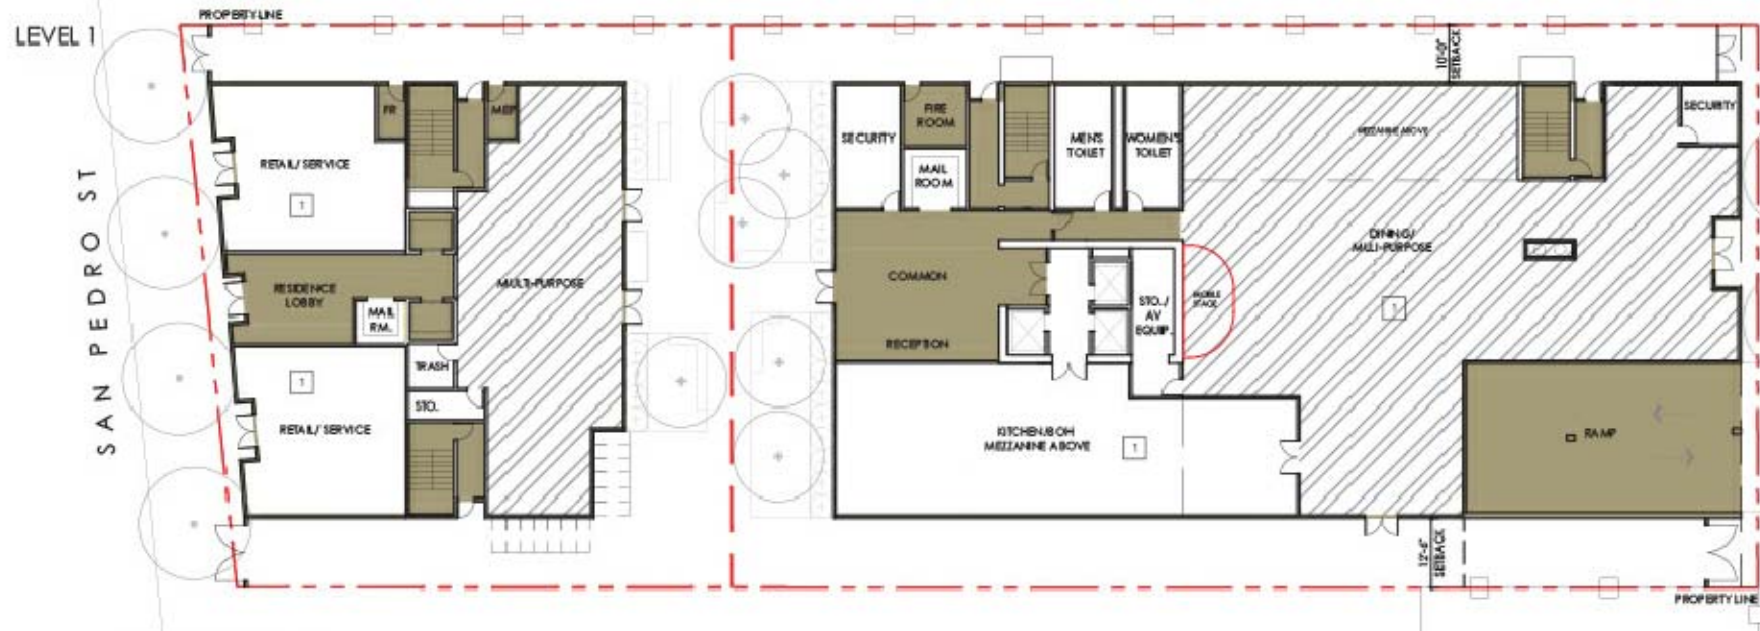 PROPERTY LINE
LEVEL 1
SAN PEDRO ST
10'-0"
SETBACK
FR
MEP
RETAIL/ SERVICE
1
RESIDENCE
LOBBY
MAIL
RM.
MULTI-PURPOSE
TRASH
STO.
1
RETAIL/ SERVICE
SECURITY
FIRE
ROOM
MAIL
ROOM
MEN'S
TOILET
WOMEN'S
TOILET
MEZZANINE ABOVE
SECURITY
DINING/
MULI-PURPOSE
COMMON
RECEPTION
STO./
AV
EQUIP.
MOBILE
STAGE
1
KITCHEN/BOH
MEZZANINE ABOVE
1
RAMP
12'-6"
SETBACK
PROPERTY LINE